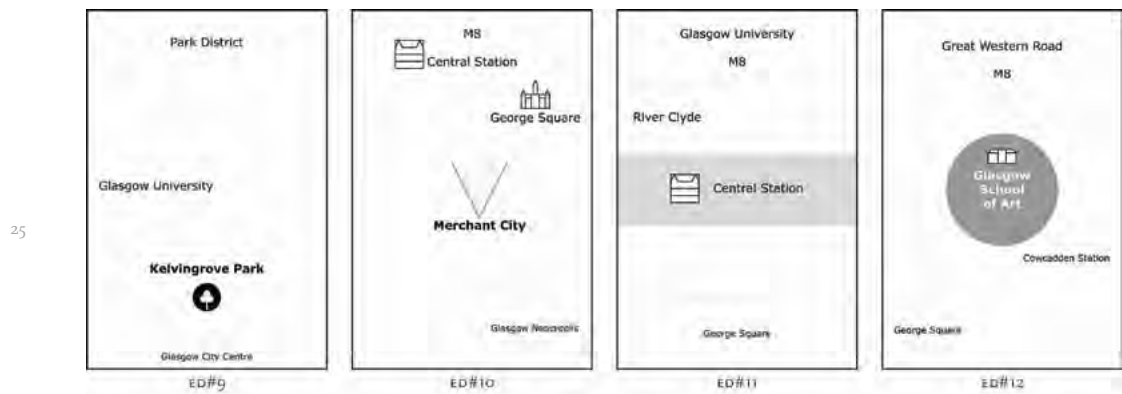 25
Park District
Glasgow University
Kelvingrove Park
Glasgow City Centre
ED#9
M8
Central Station
George Square
Merchant City
Glasgow Necropolis
ED#10
Glasgow University
M8
River Clyde
Central Station
George Square
ED#11
Great Western Road
M8
Glasgow
School
of Art
Cowcadden Station
George Square
ED#12